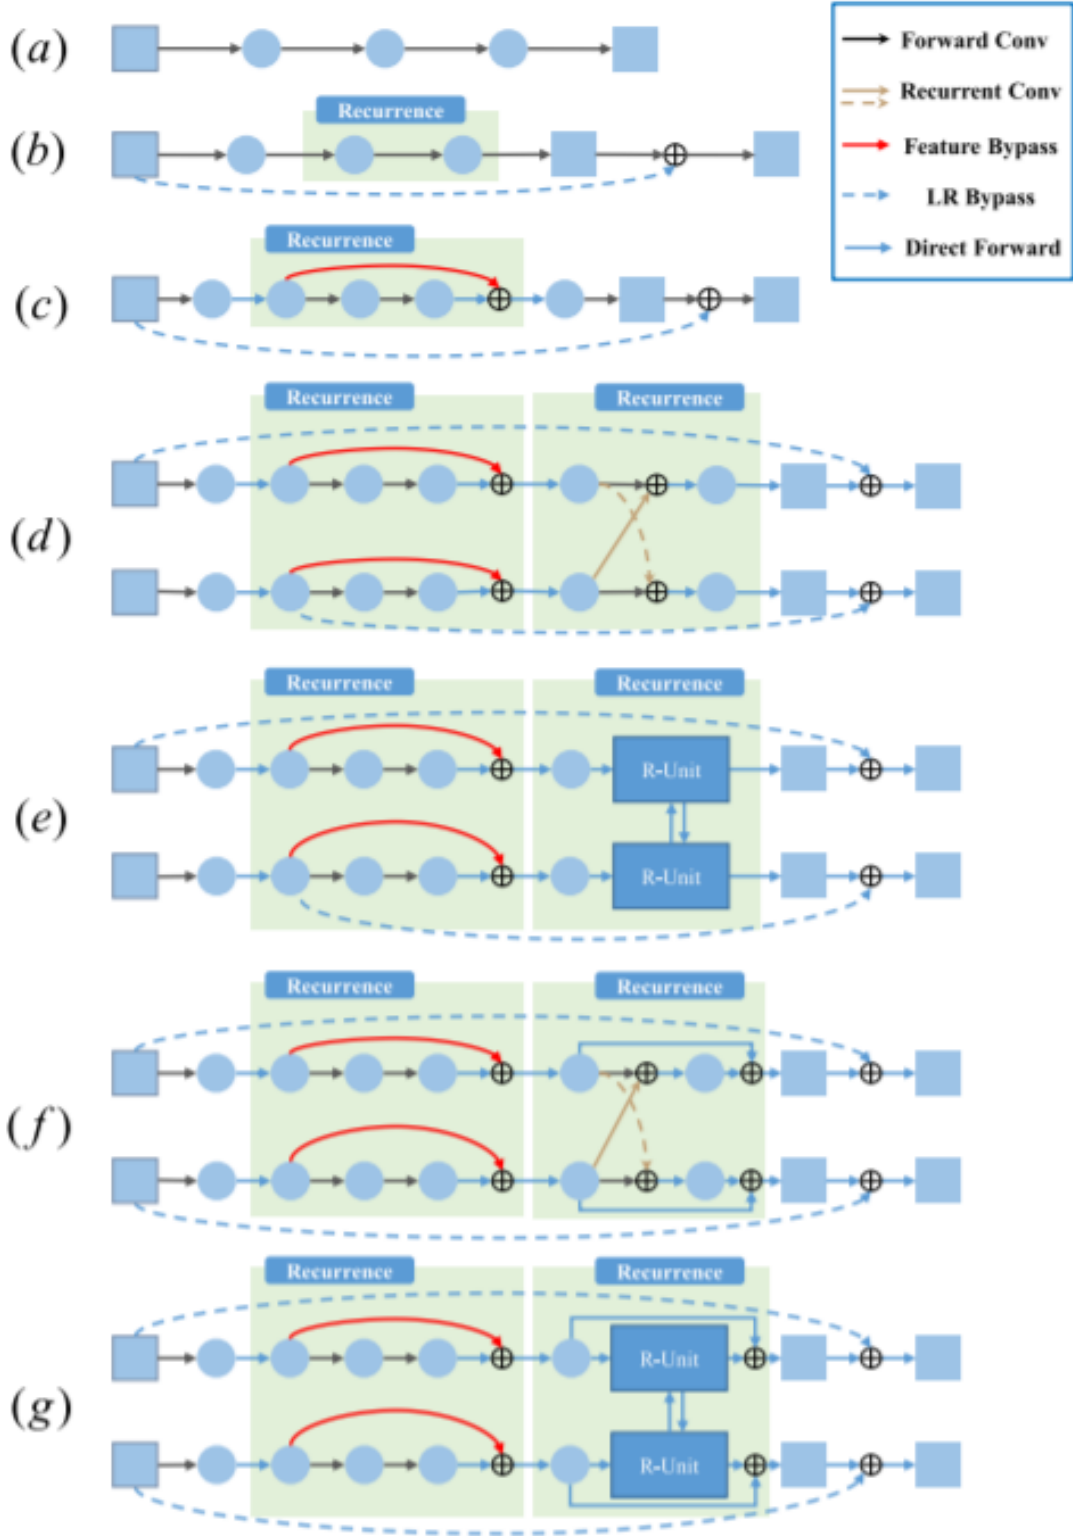 (a)
Forward Conv
Recurrent Conv
Feature Bypass
LR Bypass
Direct Forward
(b)
Recurrence
(c)
Recurrence
(d)
Recurrence Recurrence
(e)
Recurrence Recurrence
R-Unit
R-Unit
(f)
Recurrence Recurrence
(g)
Recurrence Recurrence
R-Unit
R-Unit